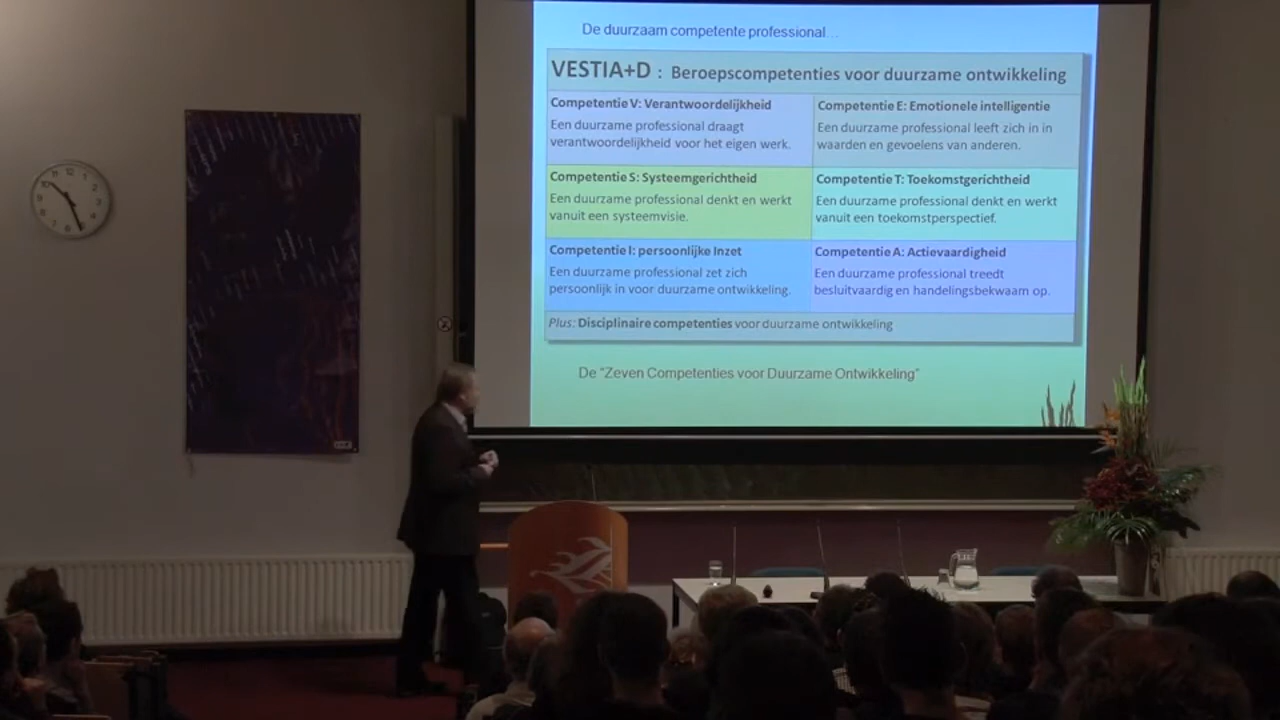 De duurzaam competente professional...
VESTIA+D : Beroepscompetenties voor duurzame ontwikkeling
Competentie V: Verantwoordelijkheid
Een duurzame professional draagt
verantwoordelijkheid voor het eigen werk.
Competentie E: Emotionele intelligentie
Een duurzame professional leeft zich in in
waarden en gevoelens van anderen.
Competentie S: Systeemgerichtheid
Een duurzame professional denkt en werkt
vanuit een systeemvisie.
Competentie T: Toekomstgerichtheid
Een duurzame professional denkt en werkt
vanuit een toekomstperspectief.
Competentie I: persoonlijke Inzet
Een duurzame professional zet zich
persoonlijk in voor duurzame ontwikkeling.
Competentie A: Actievaardigheid
Een duurzame professional treedt
besluitvaardig en handelingsbekwaam op.
Plus: Disciplinaire competenties voor duurzame ontwikkeling
De "Zeven Competenties voor Duurzame Ontwikkeling"